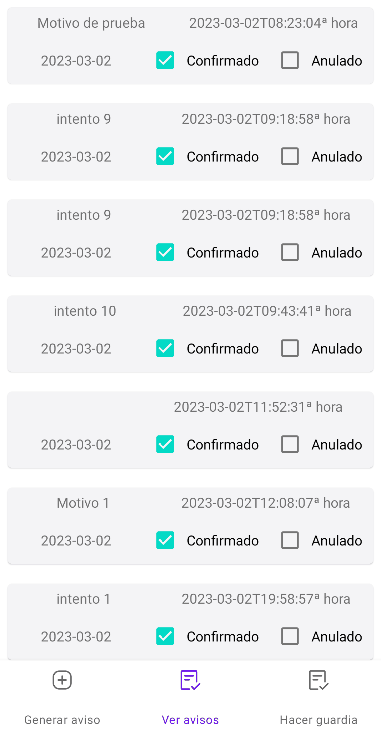 Motivo de prueba 2023-03-02T08:23:04ª hora
2023-03-02 Confirmado Anulado
intento 9 2023-03-02T09:18:58ª hora
2023-03-02 Confirmado Anulado
intento 9 2023-03-02T09:18:58ª hora
2023-03-02 Confirmado Anulado
intento 10 2023-03-02T09:43:41ª hora
2023-03-02 Confirmado Anulado
2023-03-02T11:52:31ª hora
2023-03-02 Confirmado Anulado
Motivo 1 2023-03-02T12:08:07ª hora
2023-03-02 Confirmado Anulado
intento 1 2023-03-02T19:58:57ª hora
2023-03-02 Confirmado Anulado
Generar aviso Ver avisos Hacer guardia